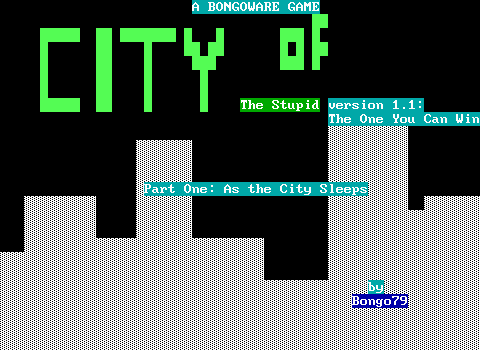 A BONGOWARE GAME
CITY OF
The Stupid
version 1.1:
The One You Can Win
Part One: As the City Sleeps
by
Bongo79